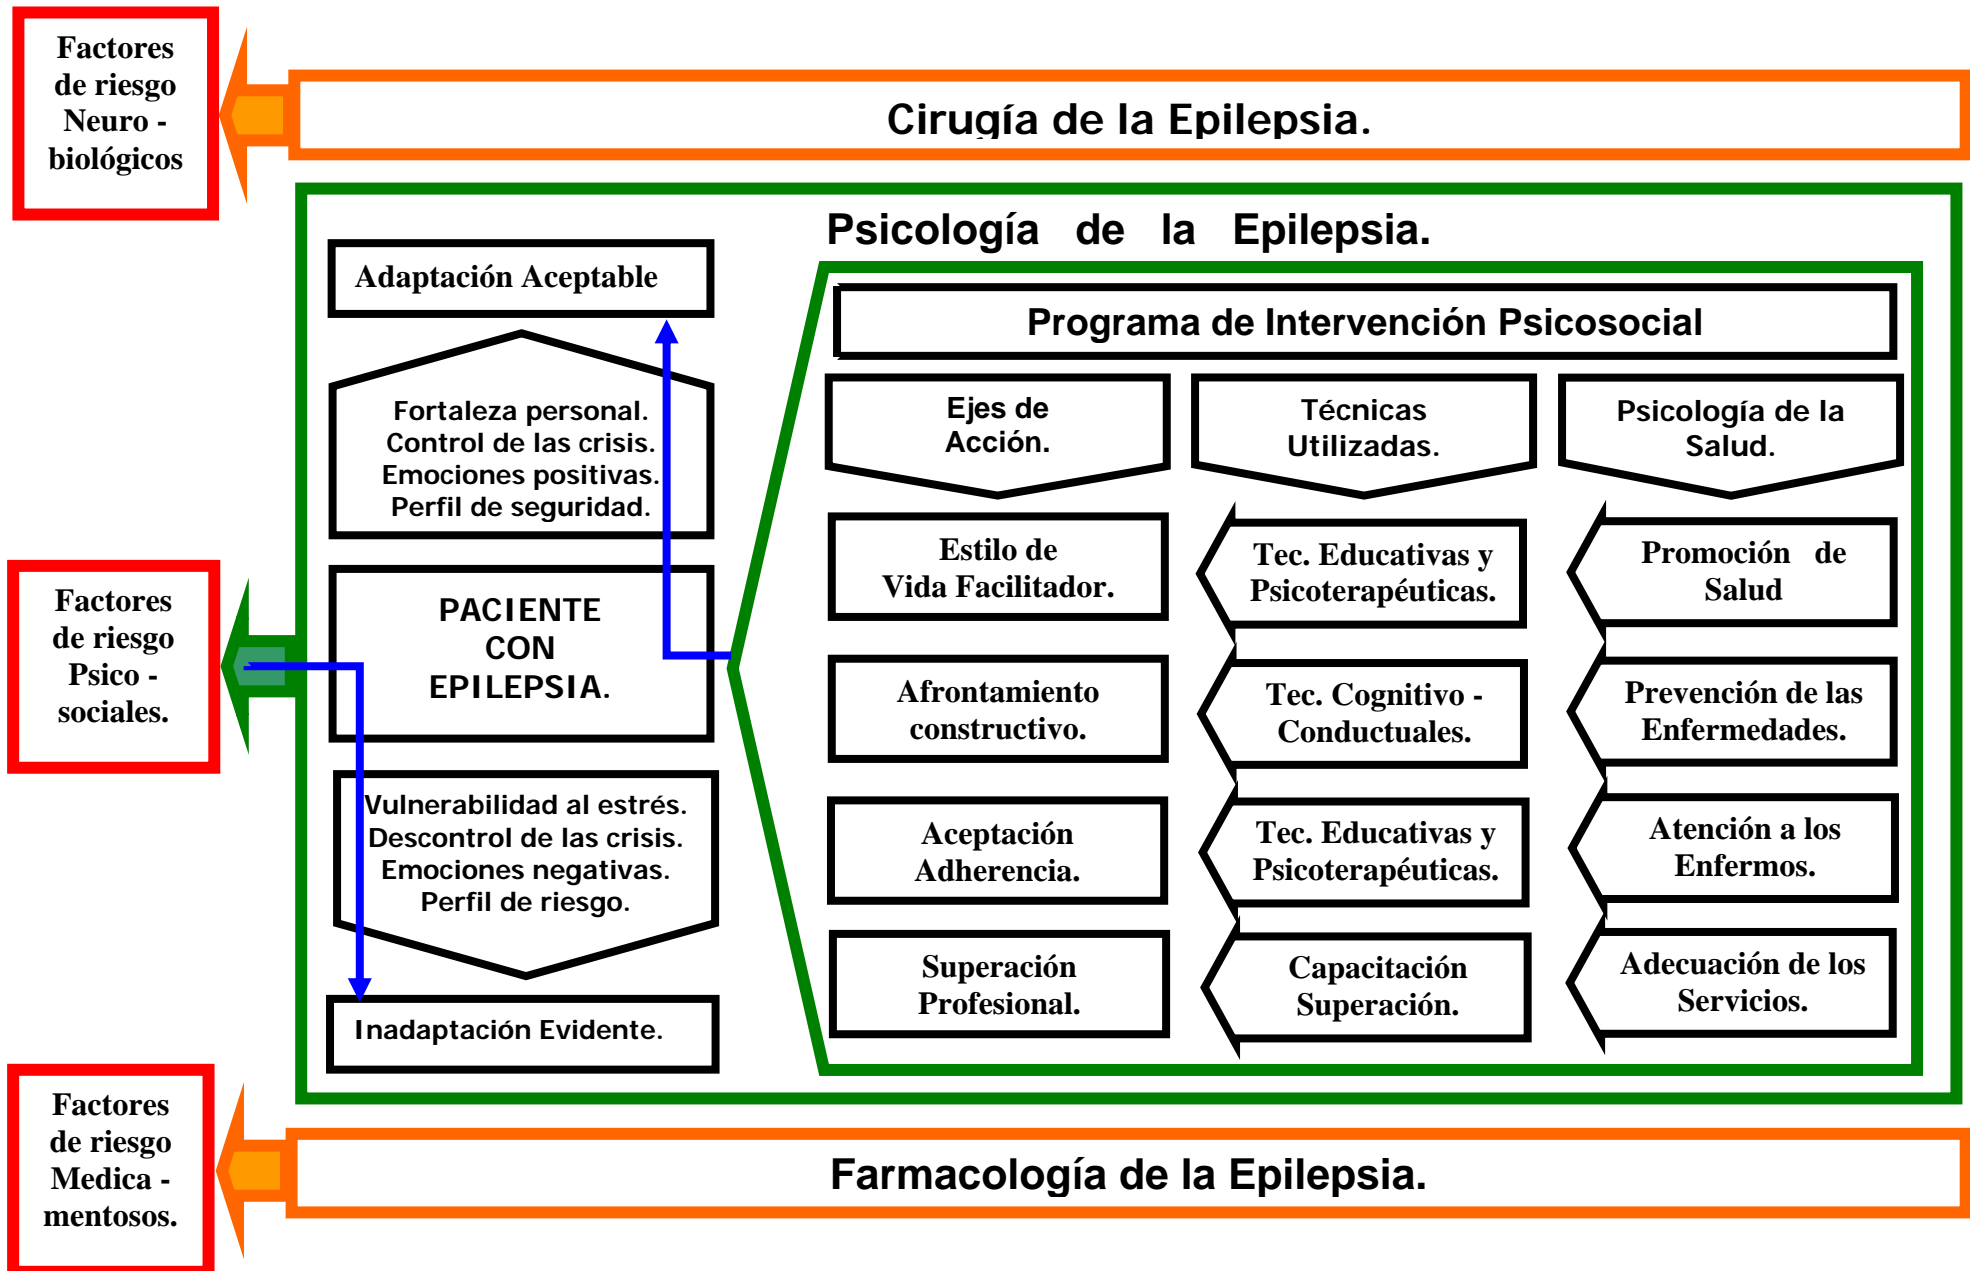 Factores
de riesgo
Neuro -
biológicos
Cirugía de la Epilepsia.
Psicología de la Epilepsia.
Adaptación Aceptable
Fortaleza personal.
Control de las crisis.
Emociones positivas.
Perfil de seguridad.
Factores
de riesgo
Psico -
sociales.
PACIENTE
CON
EPILEPSIA.
Vulnerabilidad al estrés.
Descontrol de las crisis.
Emociones negativas.
Perfil de riesgo.
Inadaptación Evidente.
Programa de Intervención Psicosocial
Ejes de
Acción.
Técnicas
Utilizadas.
Psicología de la
Salud.
Estilo de
Vida Facilitador.
Tec. Educativas y
Psicoterapéuticas.
Promoción de
Salud
Afrontamiento
constructivo.
Tec. Cognitivo -
Conductuales.
Prevención de las
Enfermedades.
Aceptación
Adherencia.
Tec. Educativas y
Psicoterapéuticas.
Atención a los
Enfermos.
Superación
Profesional.
Capacitación
Superación.
Adecuación de los
Servicios.
Factores
de riesgo
Medica -
mentosos.
Farmacología de la Epilepsia.